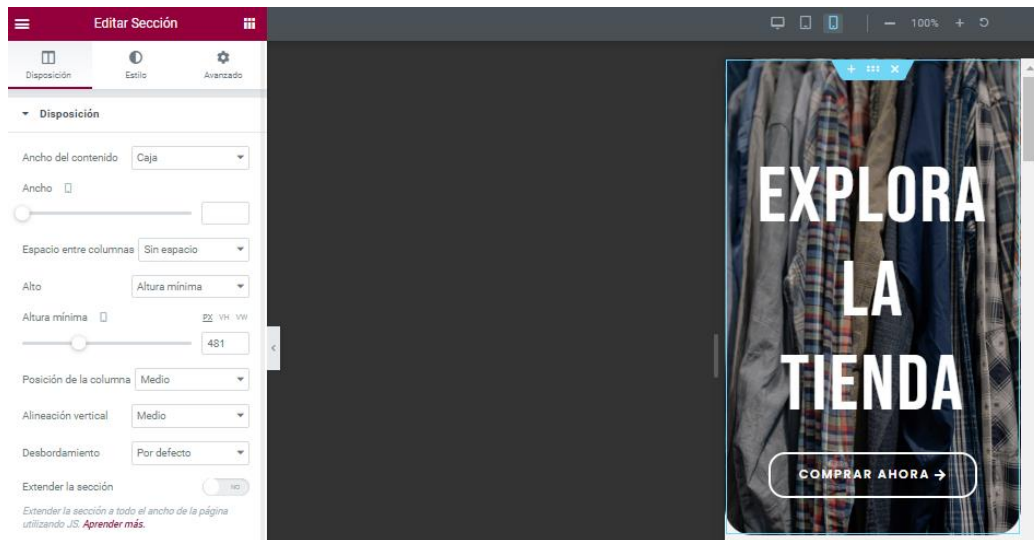 Editar Sección
Disposición
Estilo
Avanzado
Disposición
Ancho del contenido
Caja
Ancho
Espacio entre columnas
Sin espacio
Alto
Altura mínima
Altura mínima
PX VH VW
481
Posición de la columna
Medio
Alineación vertical
Medio
Desbordamiento
Por defecto
Extender la sección
NO
Extender la sección a todo el ancho de la página
utilizando JS. Aprender más.
100%
EXPLORA
LA
TIENDA
COMPRAR AHORA →